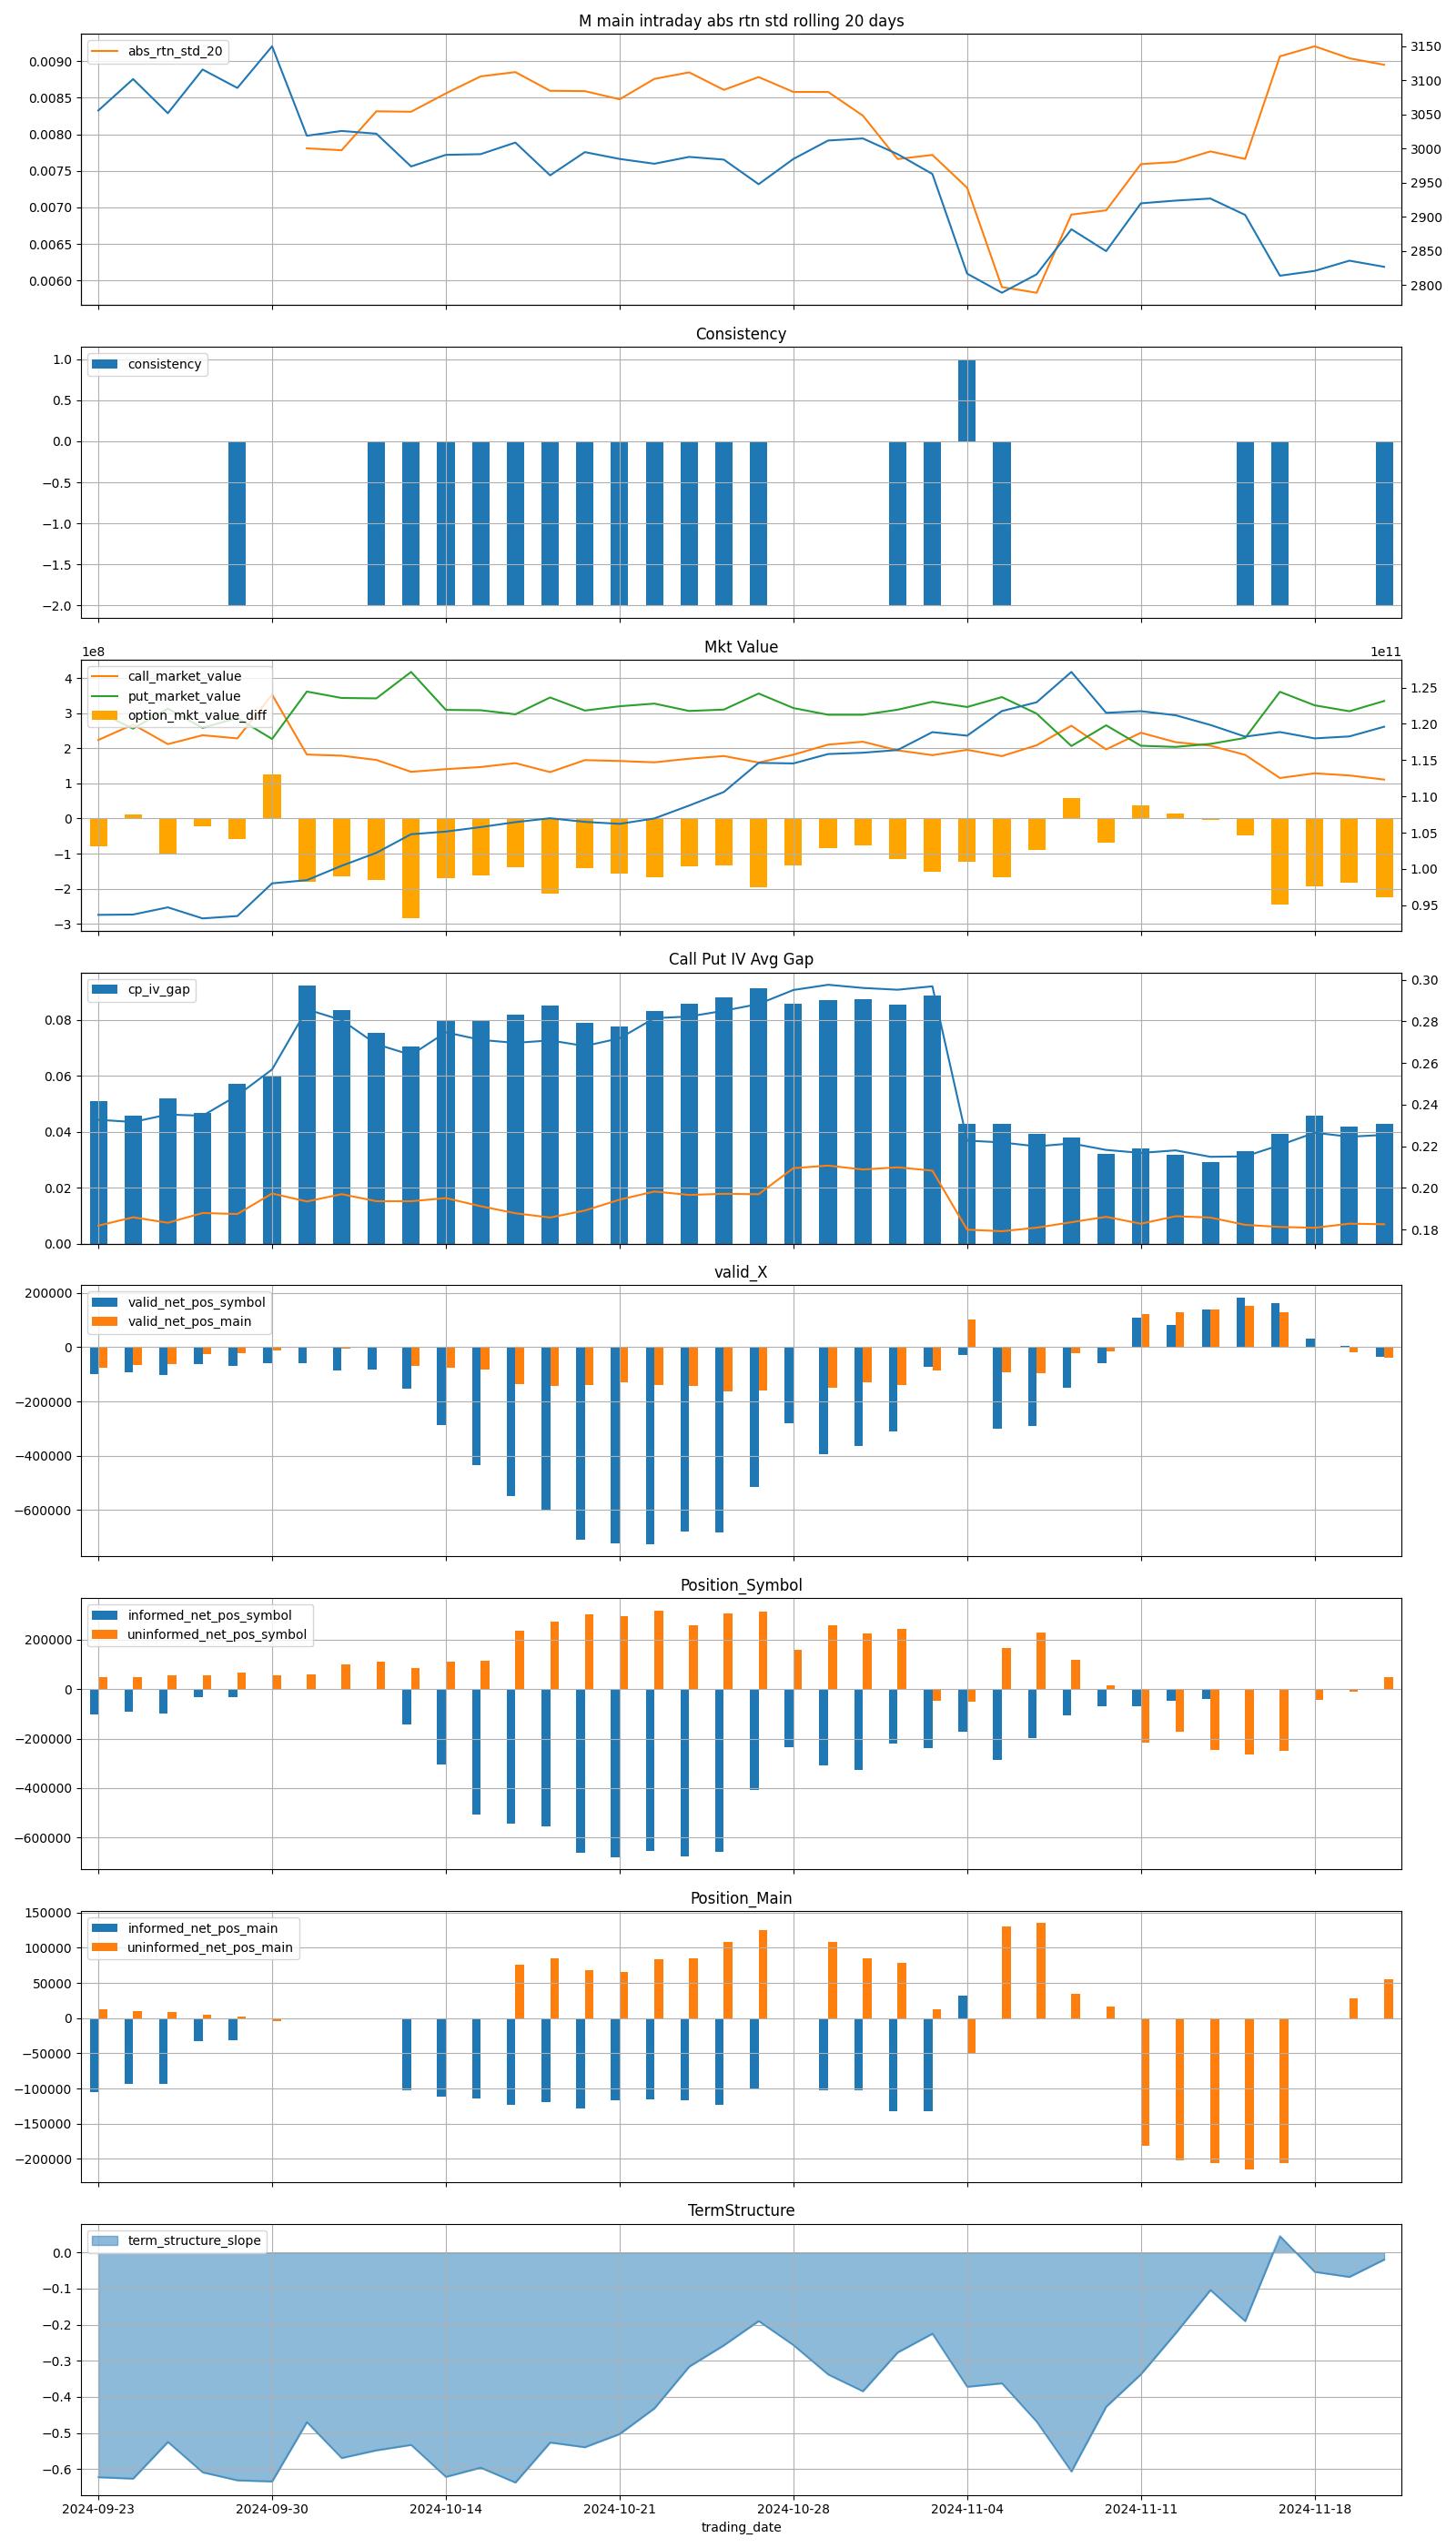 M main intraday abs rtn std rolling 20 days
abs_rtn_std_20
0.0090
0.0085
0.0080
0.0075
0.0070
0.0065
0.0060
3150
3100
3050
3000
2950
2900
2850
2800
Consistency
consistency
1.0
0.5
0.0
−0.5
−1.0
−1.5
−2.0
Mkt Value
1e8
1e11
call_market_value
put_market_value
option_mkt_value_diff
4
3
2
1
0
−1
−2
−3
1.25
1.20
1.15
1.10
1.05
1.00
0.95
Call Put IV Avg Gap
cp_iv_gap
0.08
0.06
0.04
0.02
0.00
0.30
0.28
0.26
0.24
0.22
0.20
0.18
valid_X
valid_net_pos_symbol
valid_net_pos_main
200000
0
−200000
−400000
−600000
Position_Symbol
informed_net_pos_symbol
uninformed_net_pos_symbol
200000
0
−200000
−400000
−600000
Position_Main
informed_net_pos_main
uninformed_net_pos_main
150000
100000
50000
0
−50000
−100000
−150000
−200000
TermStructure
term_structure_slope
0.0
−0.1
−0.2
−0.3
−0.4
−0.5
−0.6
2024-09-23 2024-09-30 2024-10-14 2024-10-21 2024-10-28 2024-11-04 2024-11-11 2024-11-18
trading_date